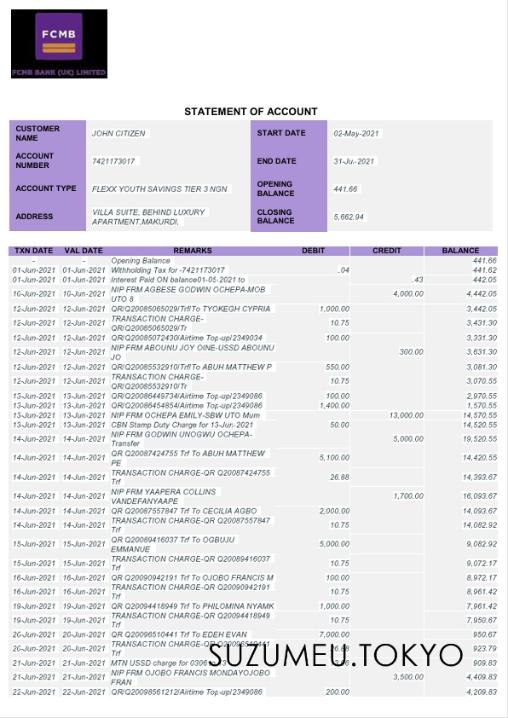 FCMB
FCMB BANK (UK) LIMITED
STATEMENT OF ACCOUNT
CUSTOMER NAME JOHN CITIZEN START DATE 02-May-2021
ACCOUNT NUMBER 7421173017 END DATE 31-Ju.-2021
ACCOUNT TYPE FLEXX YOUTH SAVINGS TIER 3 NGN OPENING BALANCE 441.66
ADDRESS VILLA SUITE, BEHIND LUXURY APARTMENT,MAKURDI, CLOSING BALANCE 5,662.94
TXN DATE VAL DATE REMARKS DEBIT CREDIT BALANCE
- - Opening Balance 441.66
01-Jun-2021 01-Jun-2021 Withholding Tax for -7421173017 .04 441.62
01-Jun-2021 01-Jun-2021 Interest Paid ON balance01-05-2021 to .43 442.05
16-Jun-2021 10-Jun-2021 NIP FRM AGBESE GODWIN OCHEPA-MOB UTO 8 4,000.00 4,442.05
12-Jun-2021 12-Jun-2021 QR/Q20085065029/Trf/To TYOKEGH CYPRIA 1,000.00 3,442.05
12-Jun-2021 12-Jun-2021 TRANSACTION CHARGE-QR/Q20085065029/Tr 10.75 3,431.30
12-Jun-2021 12-Jun-2021 QR/Q20085072430/Airtime Top-up/2349034 100.00 3,331.30
12-Jun-2021 12-Jun-2021 NIP FRM ABOUNU JOY OINE-USSD ABOUNU JO 300.00 3,631.30
12-Jun-2021 12-Jun-2021 QR/Q20085532910/Trf/To ABUH MATTHEW P 550.00 3,081.30
12-Jun-2021 12-Jun-2021 TRANSACTION CHARGE-QR/Q20085532910/Tr 10.75 3,070.55
13-Jun-2021 13-Jun-2021 QR/Q20086449734/Airtime Top-up/2349086 100.00 2,970.55
13-Jun-2021 13-Jun-2021 QR/Q20086454854/Airtime Top-up/2349086 1,400.00 1,570.55
13-Jun-2021 13-Jun-2021 NIP FRM OCHEPA EMILY-SBW UTO Mum 13,000.00 14,570.55
13-Jun-2021 13-Jun-2021 CBN Stamp Duty Charge for 13-Jun-2021 50.00 14,520.55
14-Jun-2021 14-Jun-2021 NIP FRM GODWIN UNOGWU OCHEPA-Transfer 5,000.00 19,520.55
14-Jun-2021 14-Jun-2021 QR Q20087424755 Trf To ABUH MATTHEW PE 5,100.00 14,420.55
14-Jun-2021 14-Jun-2021 TRANSACTION CHARGE-QR Q20087424755 Trf 26.88 14,393.67
14-Jun-2021 14-Jun-2021 NIP FRM YAAPERA COLLINS VANDEFANYAAPE 1,700.00 16,093.67
14-Jun-2021 14-Jun-2021 QR Q20087557847 Trf To CECILIA AGBO 2,000.00 14,093.67
14-Jun-2021 14-Jun-2021 TRANSACTION CHARGE-QR Q20087557847 Trf 10.75 14,082.92
15-Jun-2021 15-Jun-2021 QR Q20089416037 Trf To OGBUJU EMMANUE 5,000.00 9,082.92
15-Jun-2021 15-Jun-2021 TRANSACTION CHARGE-QR Q20089416037 Trf 10.75 9,072.17
16-Jun-2021 16-Jun-2021 QR Q20090942191 Trf To OJOBO FRANCIS M 100.00 8,972.17
16-Jun-2021 16-Jun-2021 TRANSACTION CHARGE-QR Q20090942191 Trf 10.75 8,961.42
19-Jun-2021 19-Jun-2021 QR Q20094418949 Trf To PHILOMINA NYAMK 1,000.00 7,961.42
19-Jun-2021 19-Jun-2021 TRANSACTION CHARGE-QR Q20094418949 Trf 10.75 7,950.67
20-Jun-2021 20-Jun-2021 QR Q20096510441 Trf To EDEH EVAN 7,000.00 950.67
20-Jun-2021 20-Jun-2021 TRANSACTION CHARGE-QR Trf 923.79
21-Jun-2021 21-Jun-2021 MTN USSD charge for 909.83
SUZUMEU.TOKYO
21-Jun-2021 21-Jun-2021 NIP FRM OJOBO FRANCIS MONDAYOJOBO FRAN 3,500.00 4,409.83
22-Jun-2021 22-Jun-2021 QR/Q20098561212/Airtime Top-up/2349086 200.00 4,209.83